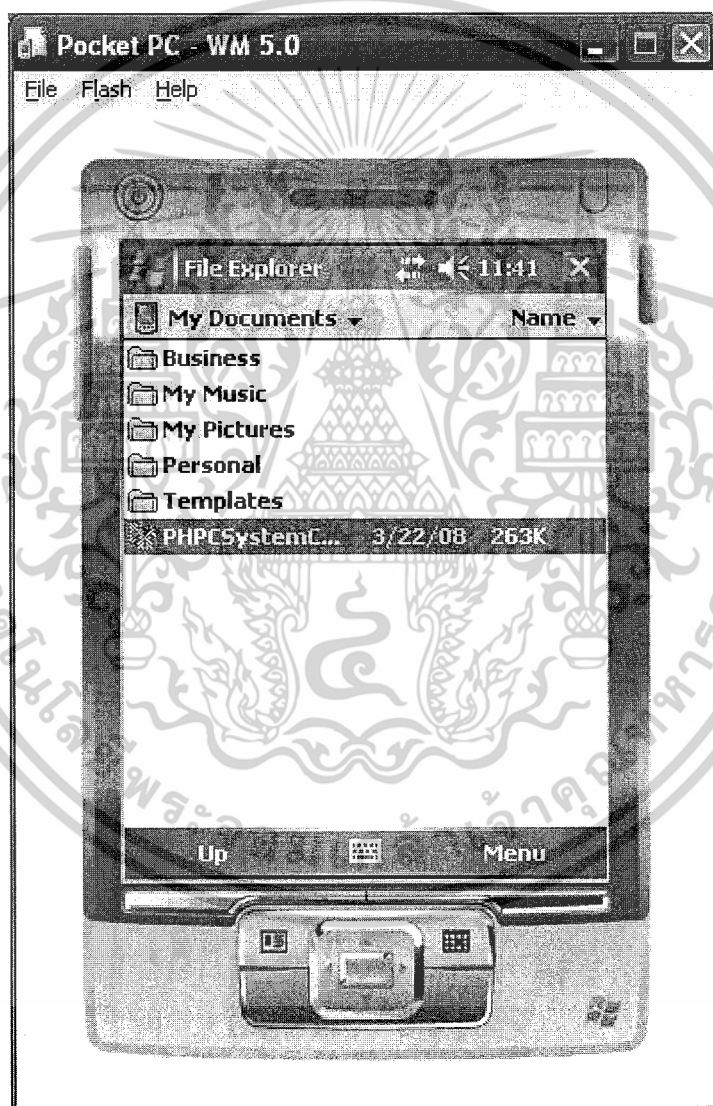 Pocket PC - WM 5.0
File Flash Help
File Explorer 11:41
My Documents Name
Business
My Music
My Pictures
Personal
Templates
PHPCSystemC... 3/22/08 263K
Up Menu